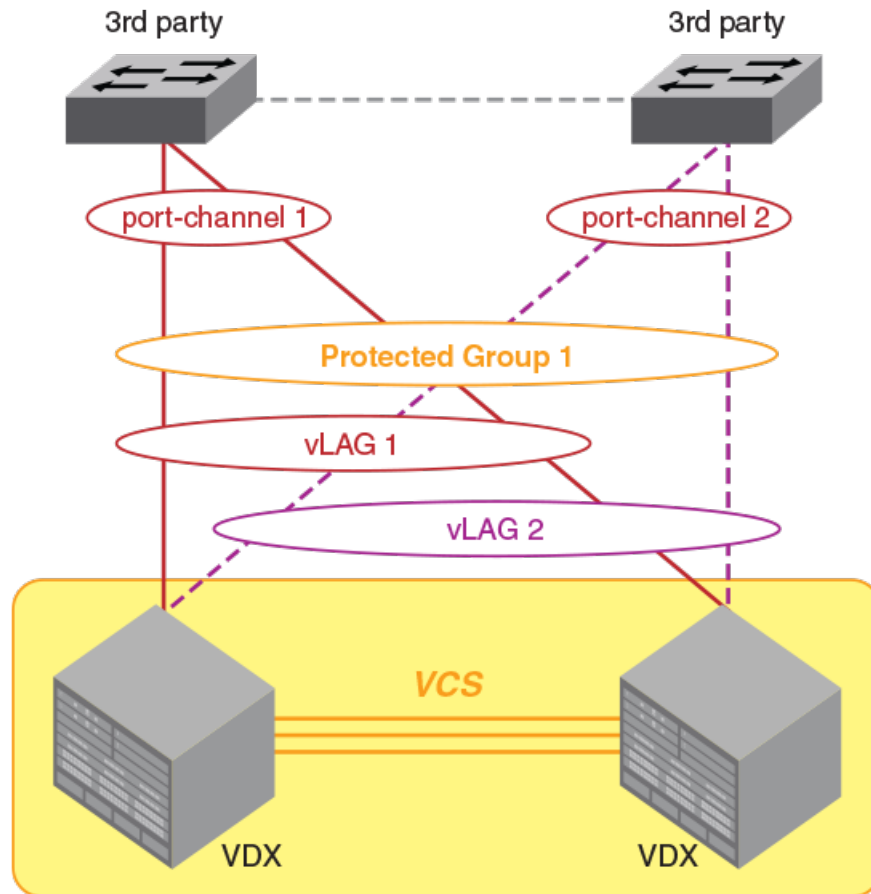 3rd party
3rd party
port-channel 1
port-channel 2
Protected Group 1
vLAG 1
vLAG 2
VCS
VDX
VDX